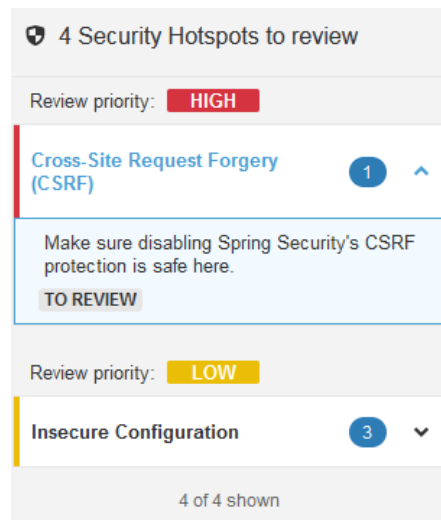 4 Security Hotspots to review
Review priority: HIGH
Cross-Site Request Forgery
(CSRF)
1
Make sure disabling Spring Security's CSRF
protection is safe here.
TO REVIEW
Review priority: LOW
Insecure Configuration
3
4 of 4 shown